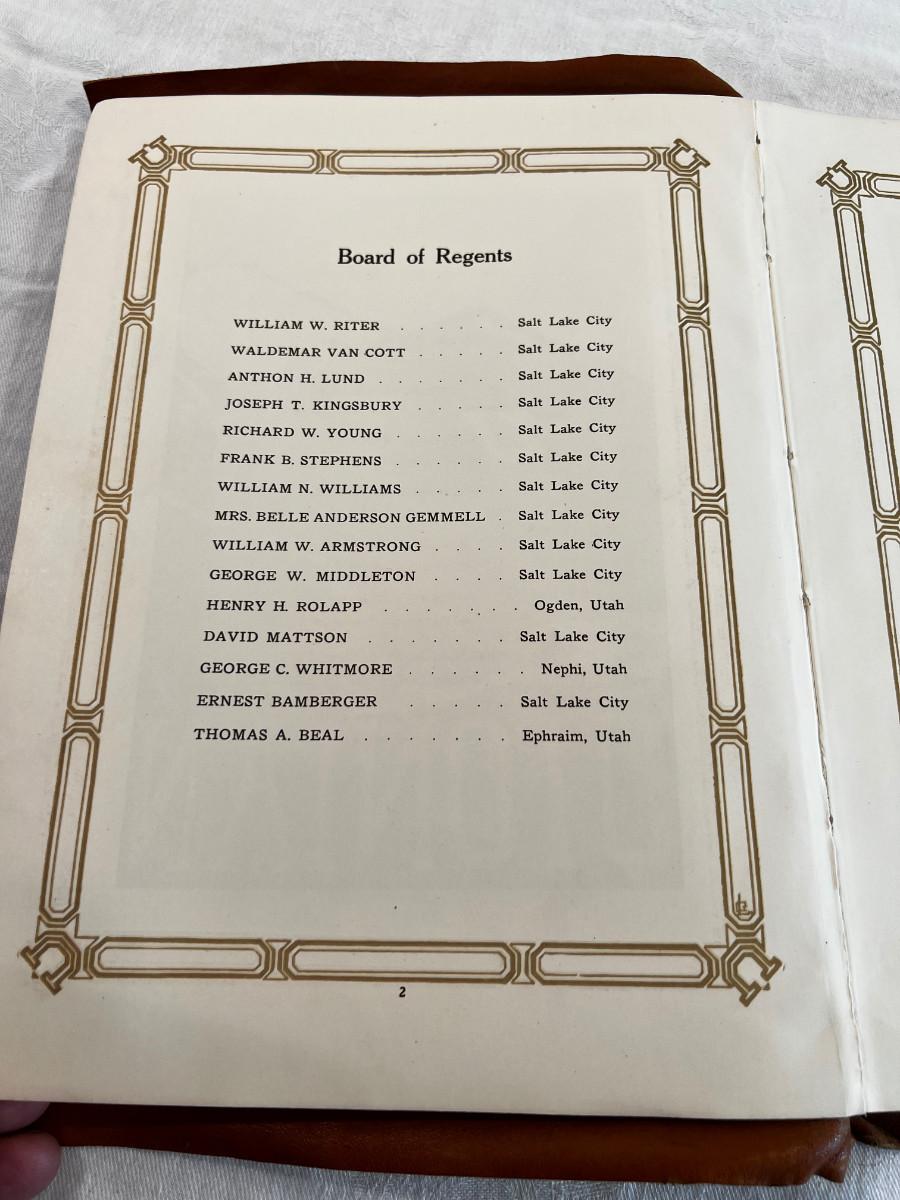 Board of Regents
WILLIAM W. RITER . . . . . . Salt Lake City
WALDEMAR VAN COTT . . . . . Salt Lake City
ANTHON H. LUND . . . . . . . Salt Lake City
JOSEPH T. KINGSBURY . . . . . Salt Lake City
RICHARD W. YOUNG . . . . . . Salt Lake City
FRANK B. STEPHENS . . . . . . Salt Lake City
WILLIAM N. WILLIAMS . . . . . Salt Lake City
MRS. BELLE ANDERSON GEMMELL . Salt Lake City
WILLIAM W. ARMSTRONG . . . . Salt Lake City
GEORGE W. MIDDLETON . . . . Salt Lake City
HENRY H. ROLAPP . . . . . . . Ogden, Utah
DAVID MATTSON . . . . . . . Salt Lake City
GEORGE C. WHITMORE . . . . . . Nephi, Utah
ERNEST BAMBERGER . . . . . Salt Lake City
THOMAS A. BEAL . . . . . . . Ephraim, Utah
2